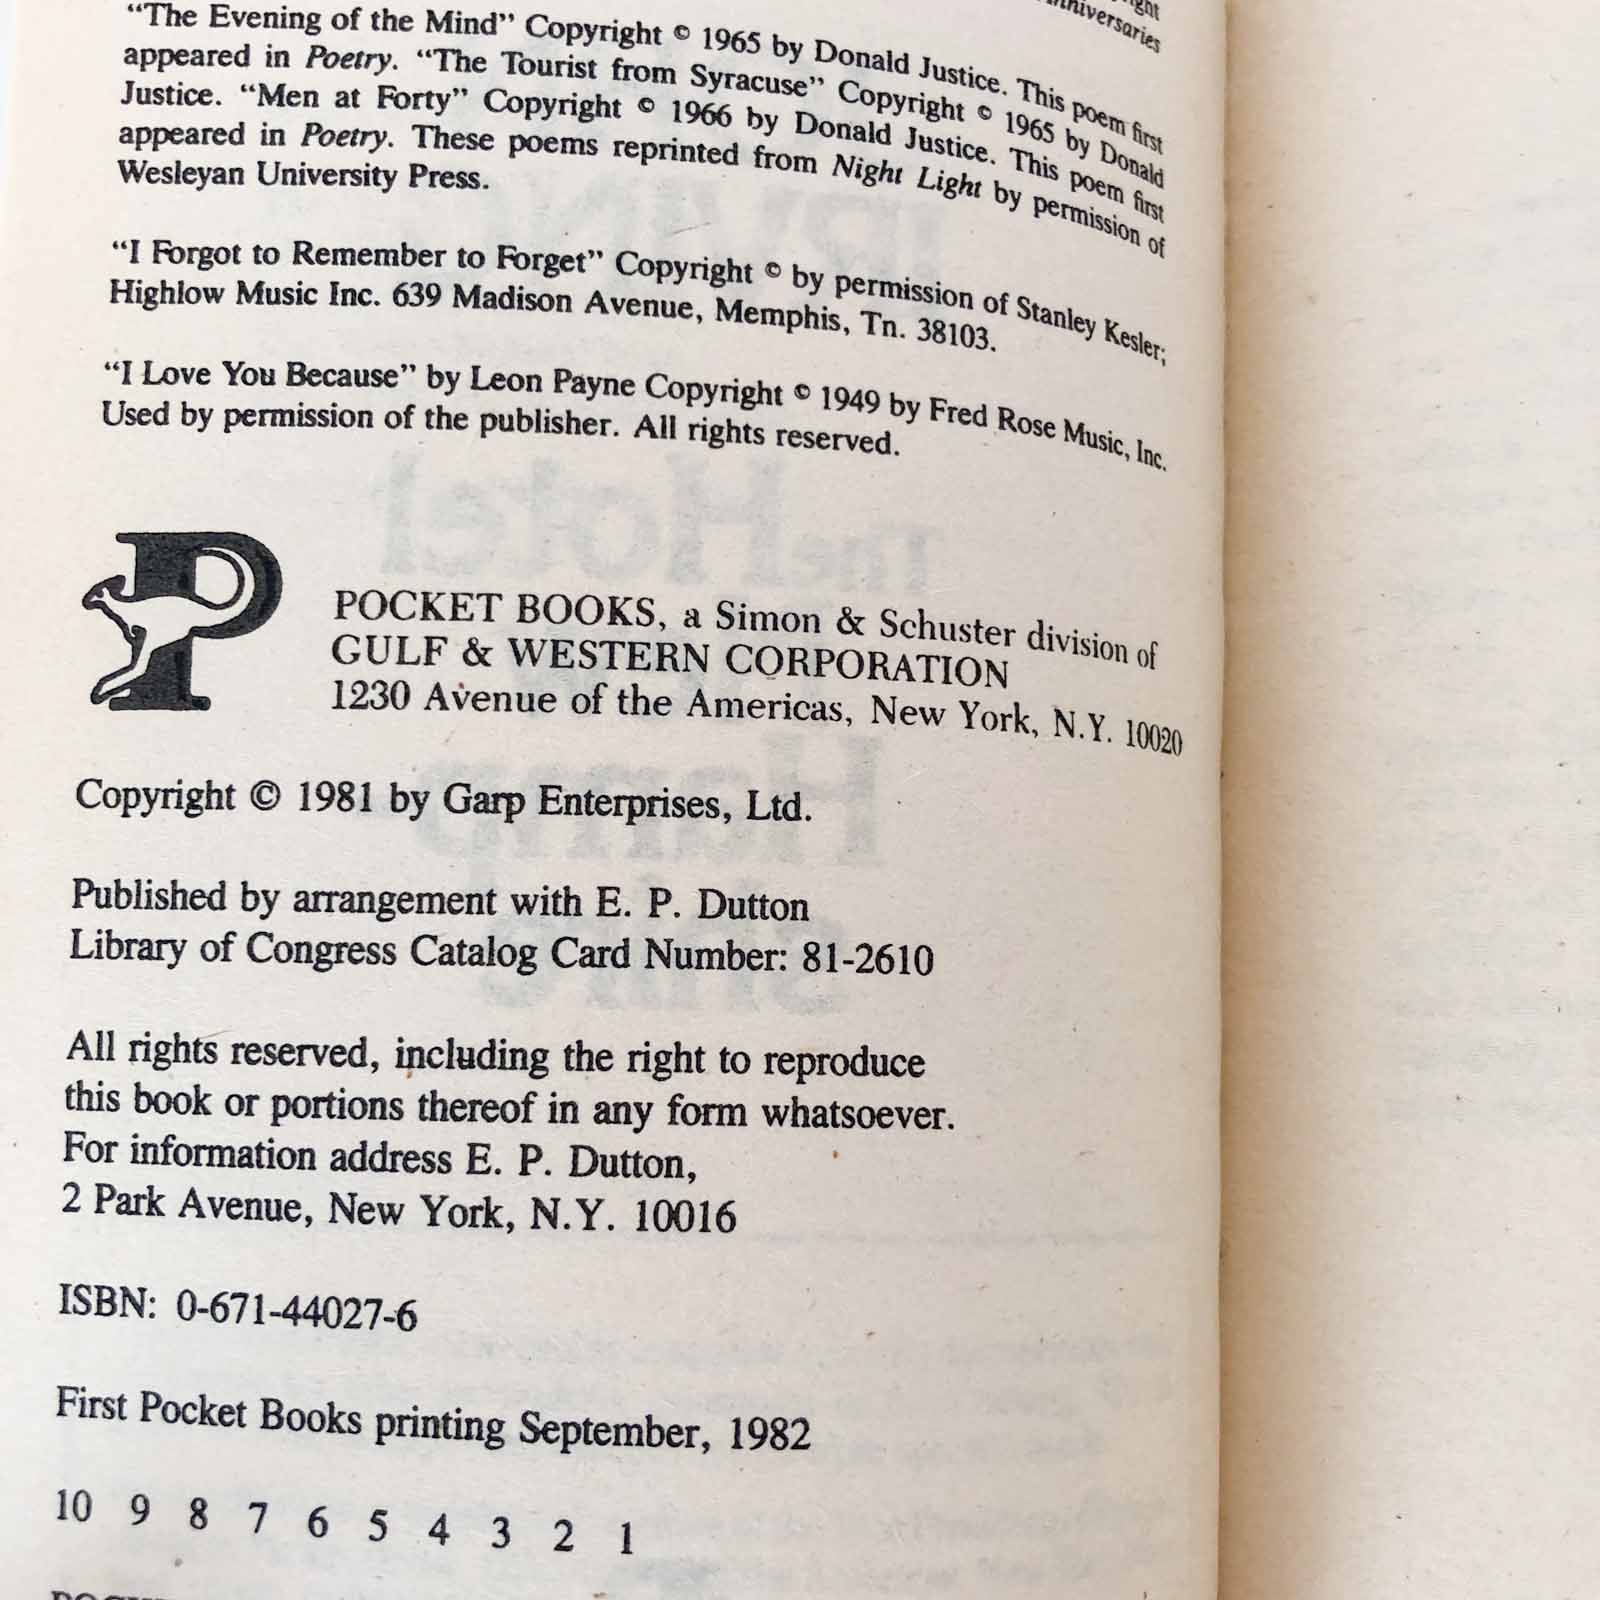 nniversaries
"The Evening of the Mind" Copyright © 1965 by Donald Justice. This poem first
appeared in Poetry. "The Tourist from Syracuse" Copyright © 1965 by Donald
Justice. "Men at Forty" Copyright © 1966 by Donald Justice. This poem first
appeared in Poetry. These poems reprinted from Night Light by permission of
Wesleyan University Press.
"I Forgot to Remember to Forget" Copyright © by permission of Stanley Kesler;
Highlow Music Inc. 639 Madison Avenue, Memphis, Tn. 38103.
"I Love You Because" by Leon Payne Copyright © 1949 by Fred Rose Music, Inc.
Used by permission of the publisher. All rights reserved.
P
POCKET BOOKS, a Simon & Schuster division of
GULF & WESTERN CORPORATION
1230 Avenue of the Americas, New York, N.Y. 10020
Copyright © 1981 by Garp Enterprises, Ltd.
Published by arrangement with E. P. Dutton
Library of Congress Catalog Card Number: 81-2610
All rights reserved, including the right to reproduce
this book or portions thereof in any form whatsoever.
For information address E. P. Dutton,
2 Park Avenue, New York, N.Y. 10016
ISBN: 0-671-44027-6
First Pocket Books printing September, 1982
10 9 8 7 6 5 4 3 2 1